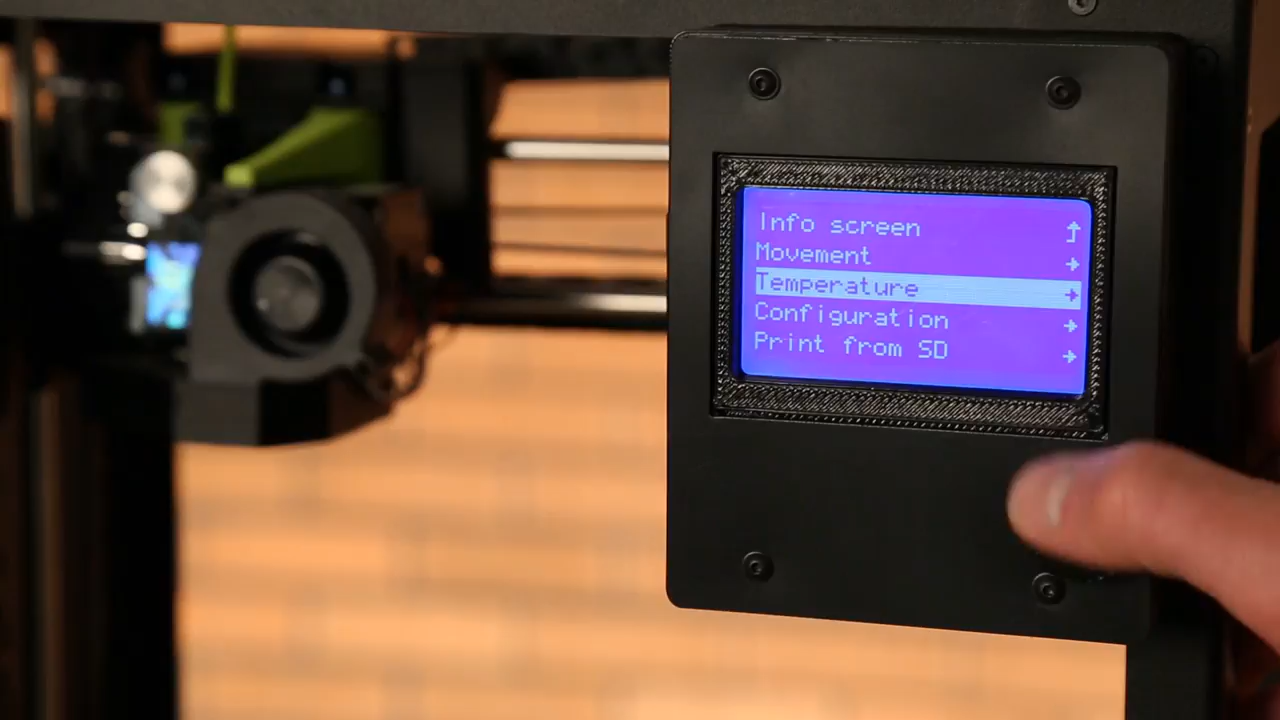 Info screen
Movement
Temperature
Configuration
Print from SD